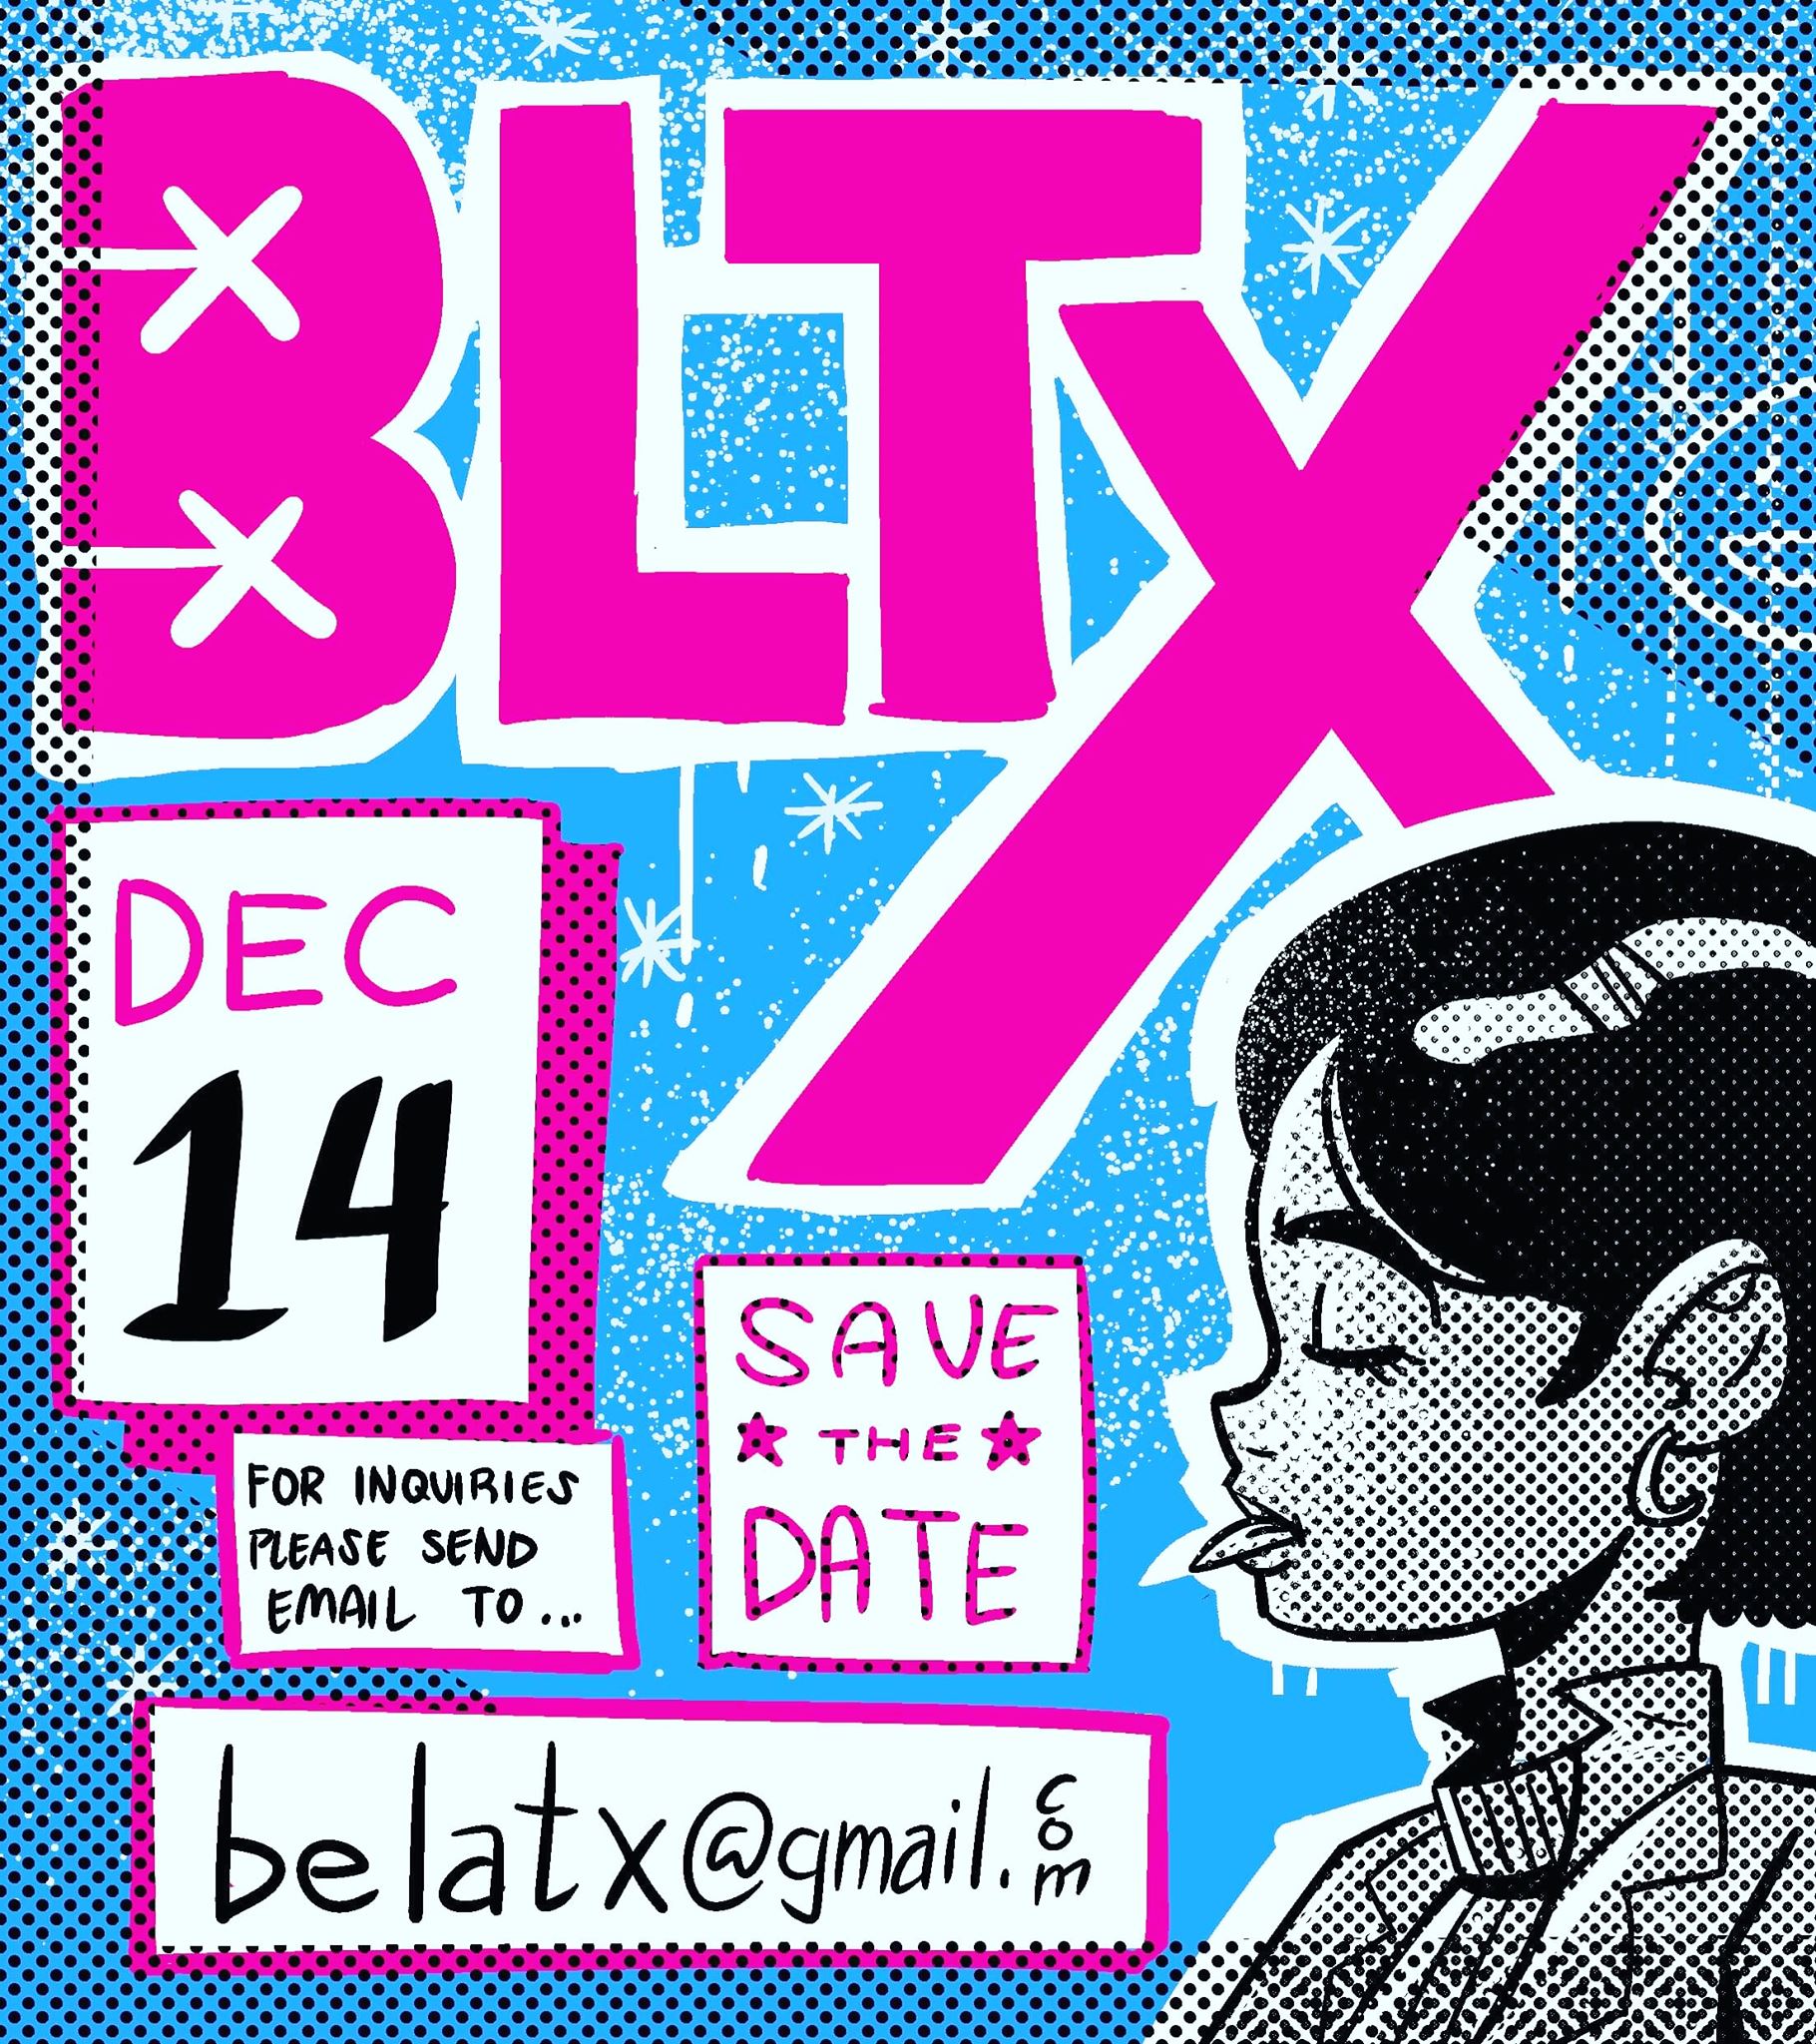 BLTX
DEC
14
SAVE
THE
DATE
FOR INQUIRIES
PLEASE SEND
EMAIL TO...
belatx@gmail.com